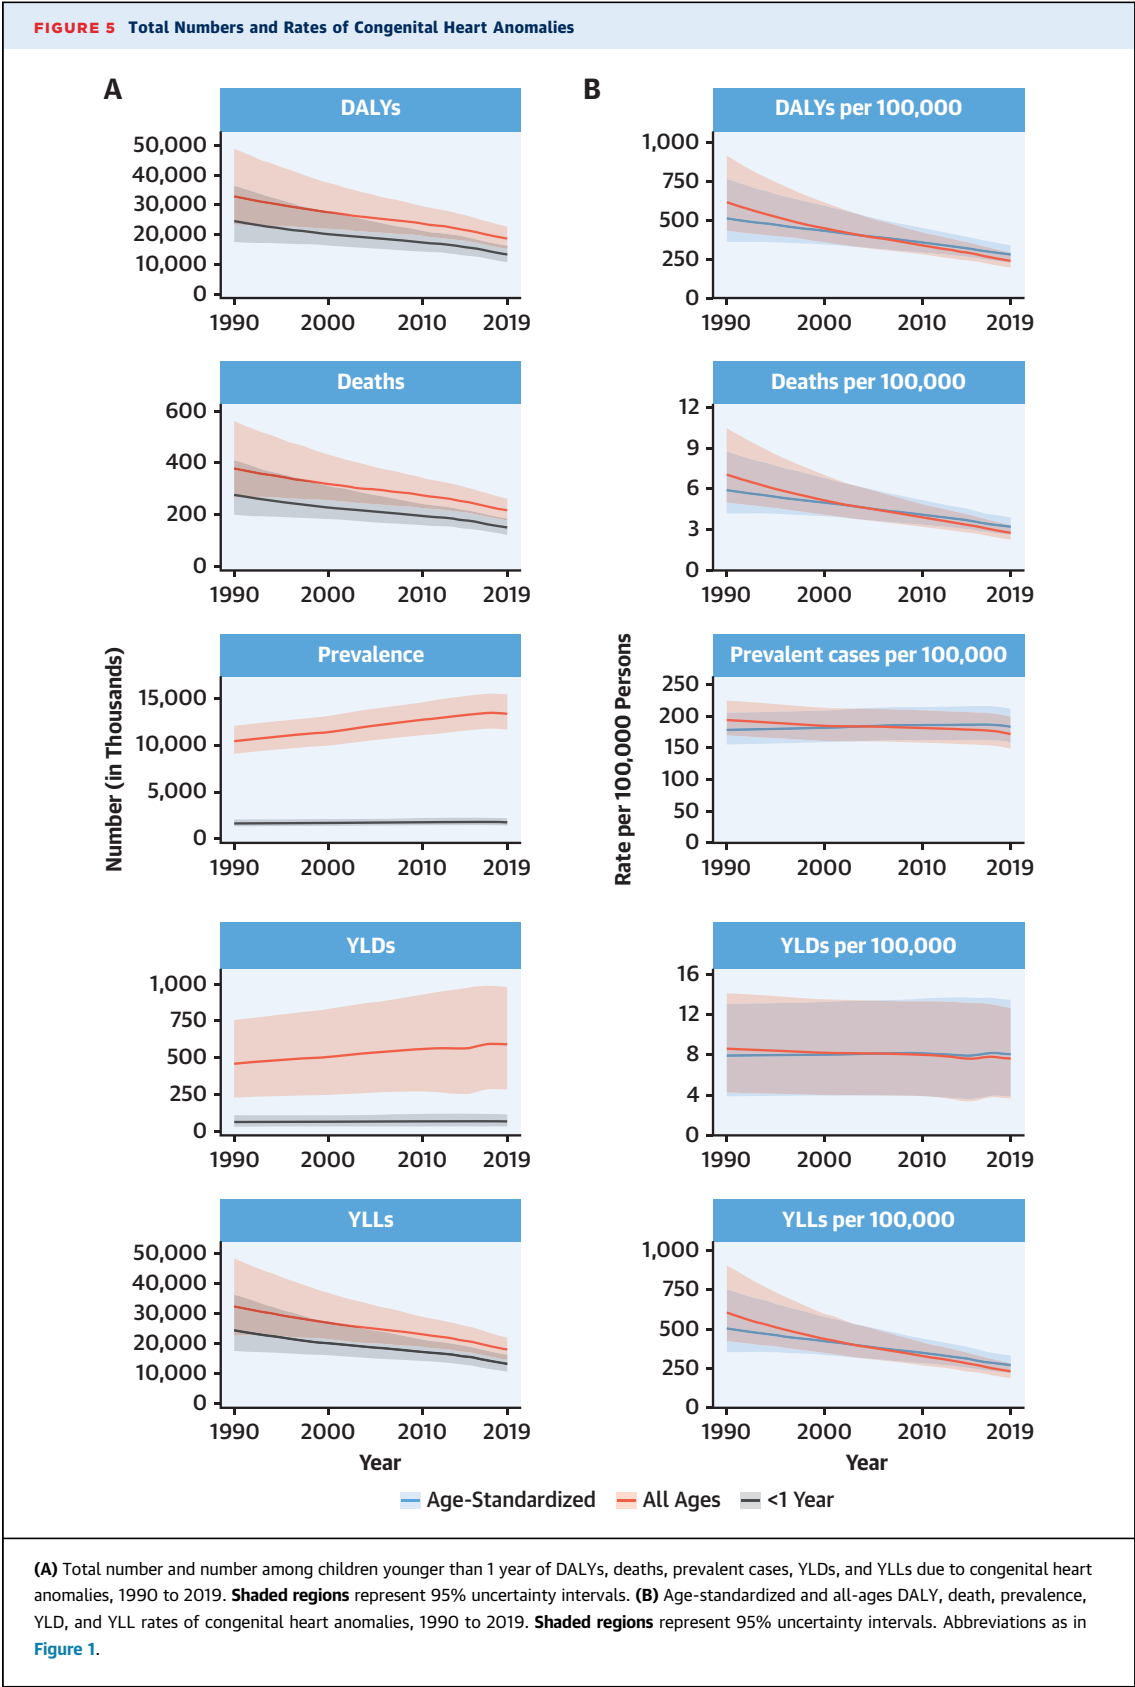 FIGURE 5 Total Numbers and Rates of Congenital Heart Anomalies
A
DALYs
50,000
40,000
30,000
20,000
10,000
0
1990 2000 2010 2019
Deaths
600
400
200
0
1990 2000 2010 2019
Number (in Thousands)
Prevalence
15,000
10,000
5,000
0
1990 2000 2010 2019
YLDs
1,000
750
500
250
0
1990 2000 2010 2019
YLLs
50,000
40,000
30,000
20,000
10,000
0
1990 2000 2010 2019
Year
B
DALYs per 100,000
1,000
750
500
250
0
1990 2000 2010 2019
Deaths per 100,000
12
9
6
3
0
1990 2000 2010 2019
Rate per 100,000 Persons
Prevalent cases per 100,000
250
200
150
100
50
0
1990 2000 2010 2019
YLDs per 100,000
16
12
8
4
0
1990 2000 2010 2019
YLLs per 100,000
1,000
750
500
250
0
1990 2000 2010 2019
Year
Age-Standardized All Ages <1 Year
(A) Total number and number among children younger than 1 year of DALYs, deaths, prevalent cases, YLDs, and YLLs due to congenital heart
anomalies, 1990 to 2019. Shaded regions represent 95% uncertainty intervals. (B) Age-standardized and all-ages DALY, death, prevalence,
YLD, and YLL rates of congenital heart anomalies, 1990 to 2019. Shaded regions represent 95% uncertainty intervals. Abbreviations as in
Figure 1.